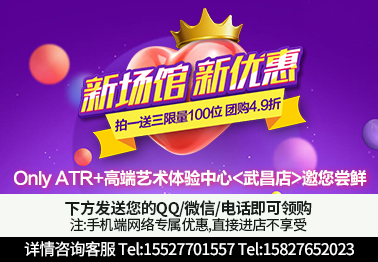 新场馆 新优惠
拍一送三限量100位 团购4.9折
Only ATR+高端艺术体验中心<武昌店>邀您尝鲜
下方发送您的QQ/微信/电话即可领购
注:手机端网络专属优惠,直接进店不享受
详情咨询客服 Tel:15527701557 Tel:15827652023